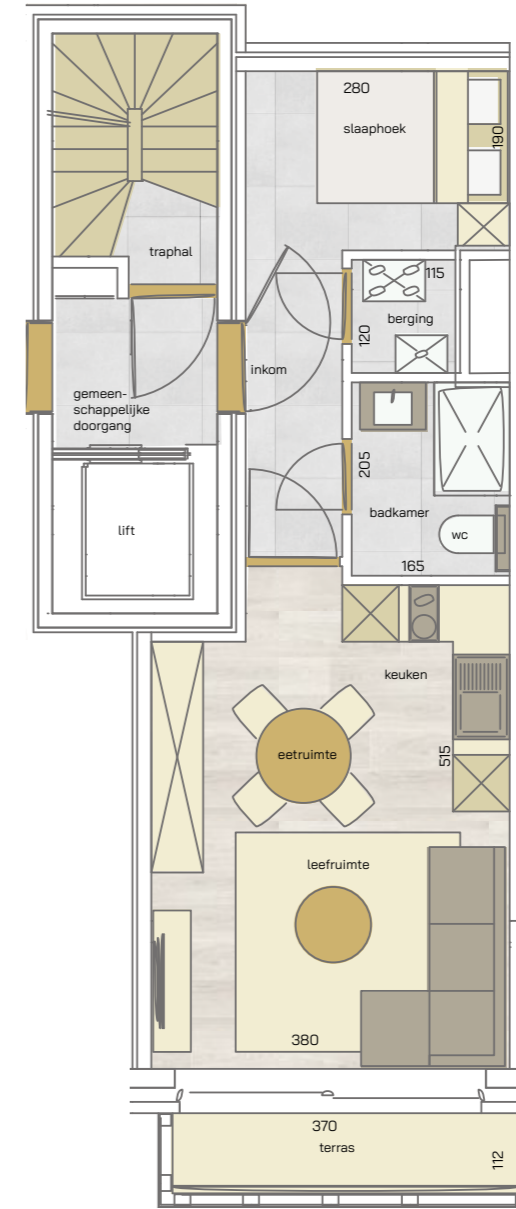 280
slaaphoek
190
traphal
115
berging
120
inkom
gemeen-
schappelijke
doorgang
205
badkamer
lift
wc
165
keuken
eetruimte
515
leefruimte
380
370
terras
112